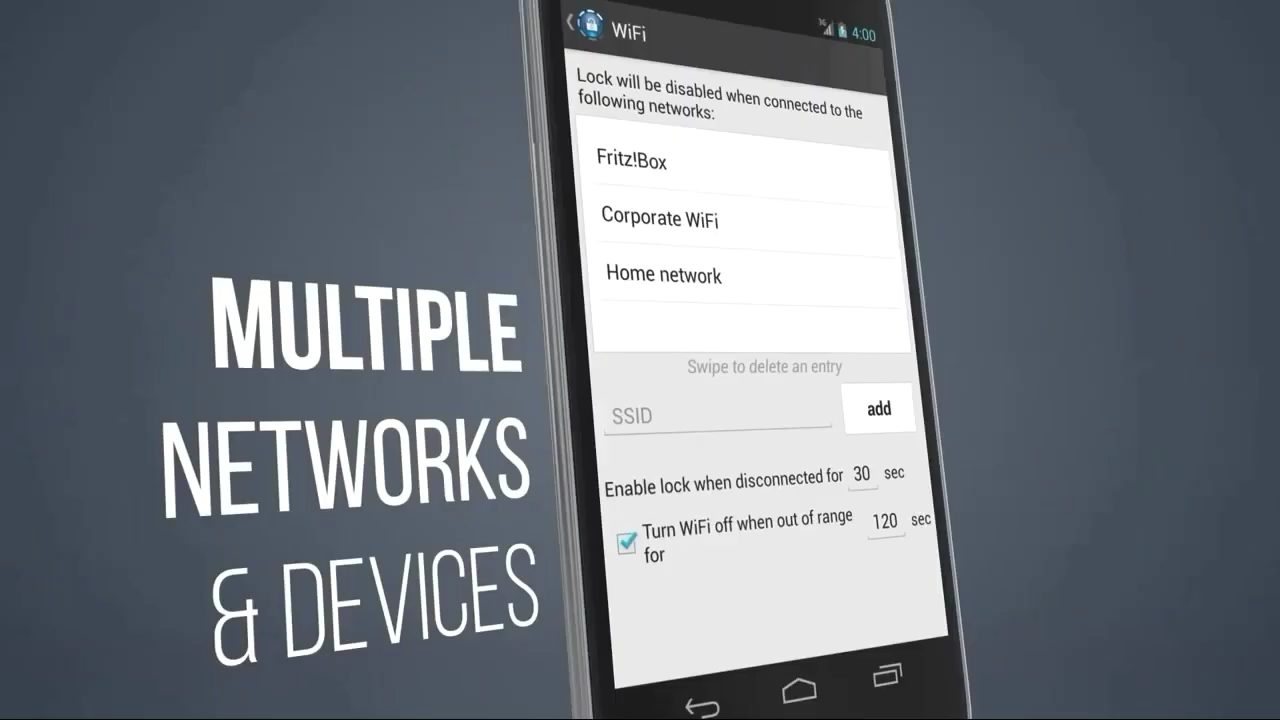 MULTIPLE
NETWORKS
& DEVICES
WiFi
3G
4:00
Lock will be disabled when connected to the
following networks:
Fritz!Box
Corporate WiFi
Home network
Swipe to delete an entry
SSID
add
Enable lock when disconnected for 30 sec
Turn WiFi off when out of range
for
120 sec